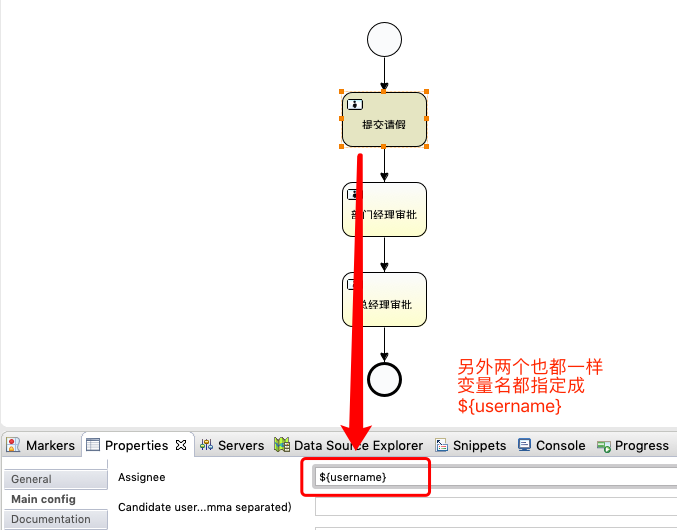 提交请假
部门经理审批
总经理审批
另外两个也都一样
变量名都指定成
${username}
Markers
Properties
Servers
Data Source Explorer
Snippets
Console
Progress
General
Main config
Documentation
Assignee
${username}
Candidate user...mma separated)